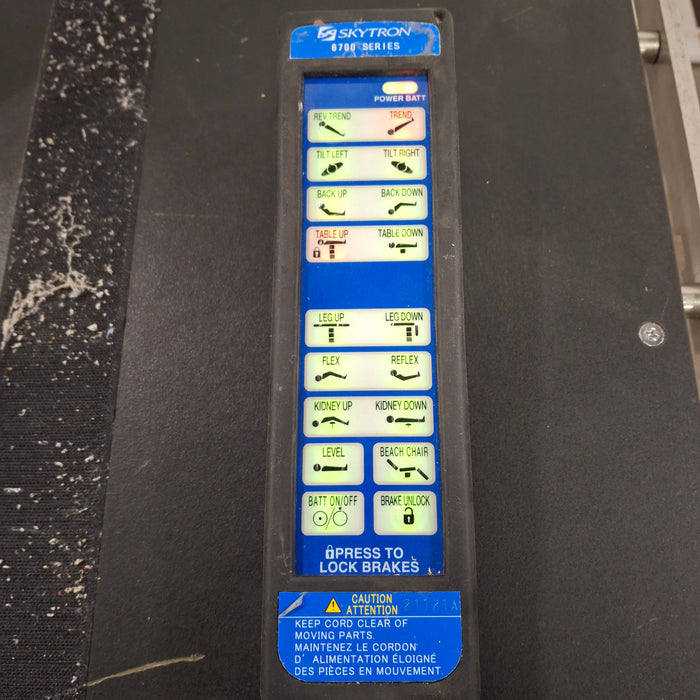 SKYTRON
6700 SERIES
POWER BATT
REV.TREND TREND
TILT LEFT TILT RIGHT
BACK UP BACK DOWN
TABLE UP TABLE DOWN
LEG UP LEG DOWN
FLEX REFLEX
KIDNEY UP KIDNEY DOWN
LEVEL BEACH CHAIR
BATT ON/OFF BRAKE UNLOCK
PRESS TO
LOCK BRAKES
CAUTION
ATTENTION
KEEP CORD CLEAR OF
MOVING PARTS.
MAINTENEZ LE CORDON
D' ALIMENTATION ÉLOIGNÉ
DES PIÈCES EN MOUVEMENT.